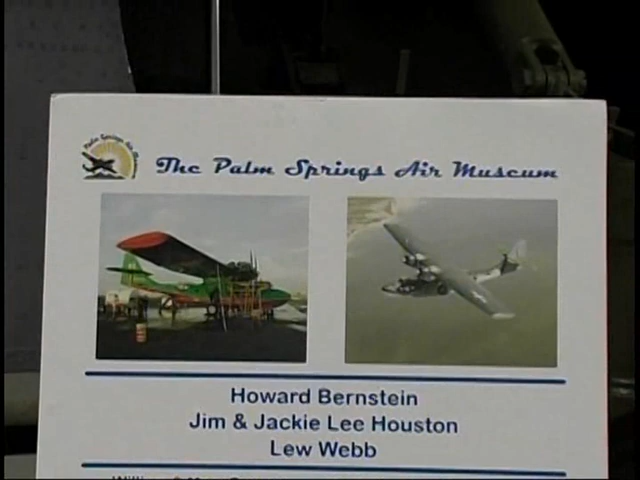 The Palm Springs Air Museum
Howard Bernstein
Jim & Jackie Lee Houston
Lew Webb